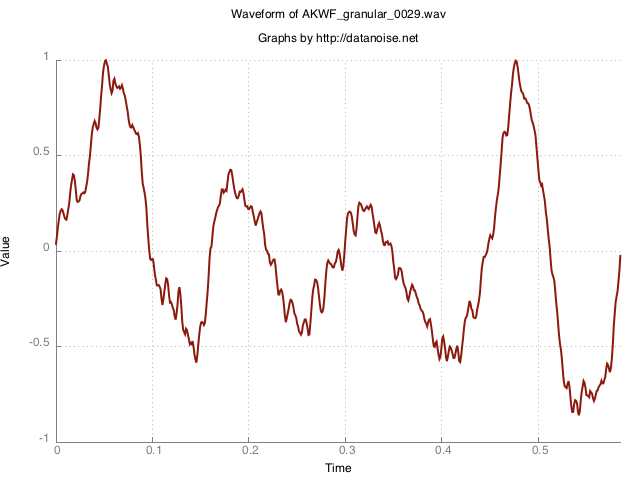 Waveform of AKWF_granular_0029.wav
Graphs by http://datanoise.net
1
0.5
0
-0.5
-1
Value
0 0.1 0.2 0.3 0.4 0.5
Time